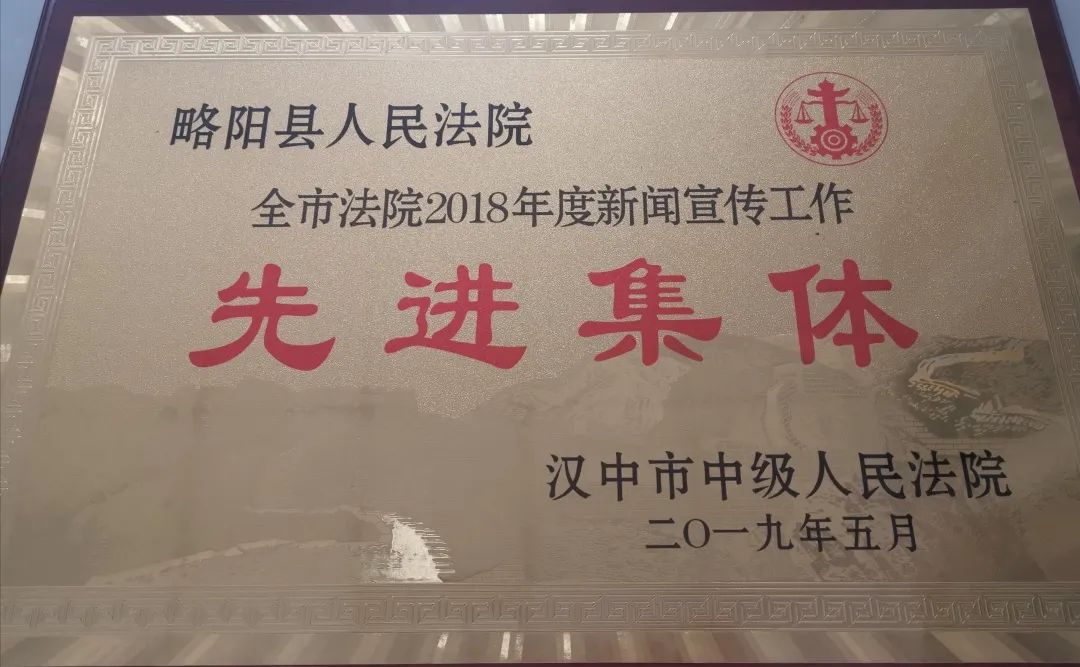 略阳县人民法院
全市法院2018年度新闻宣传工作
先进集体
汉中市中级人民法院
二〇一九年五月